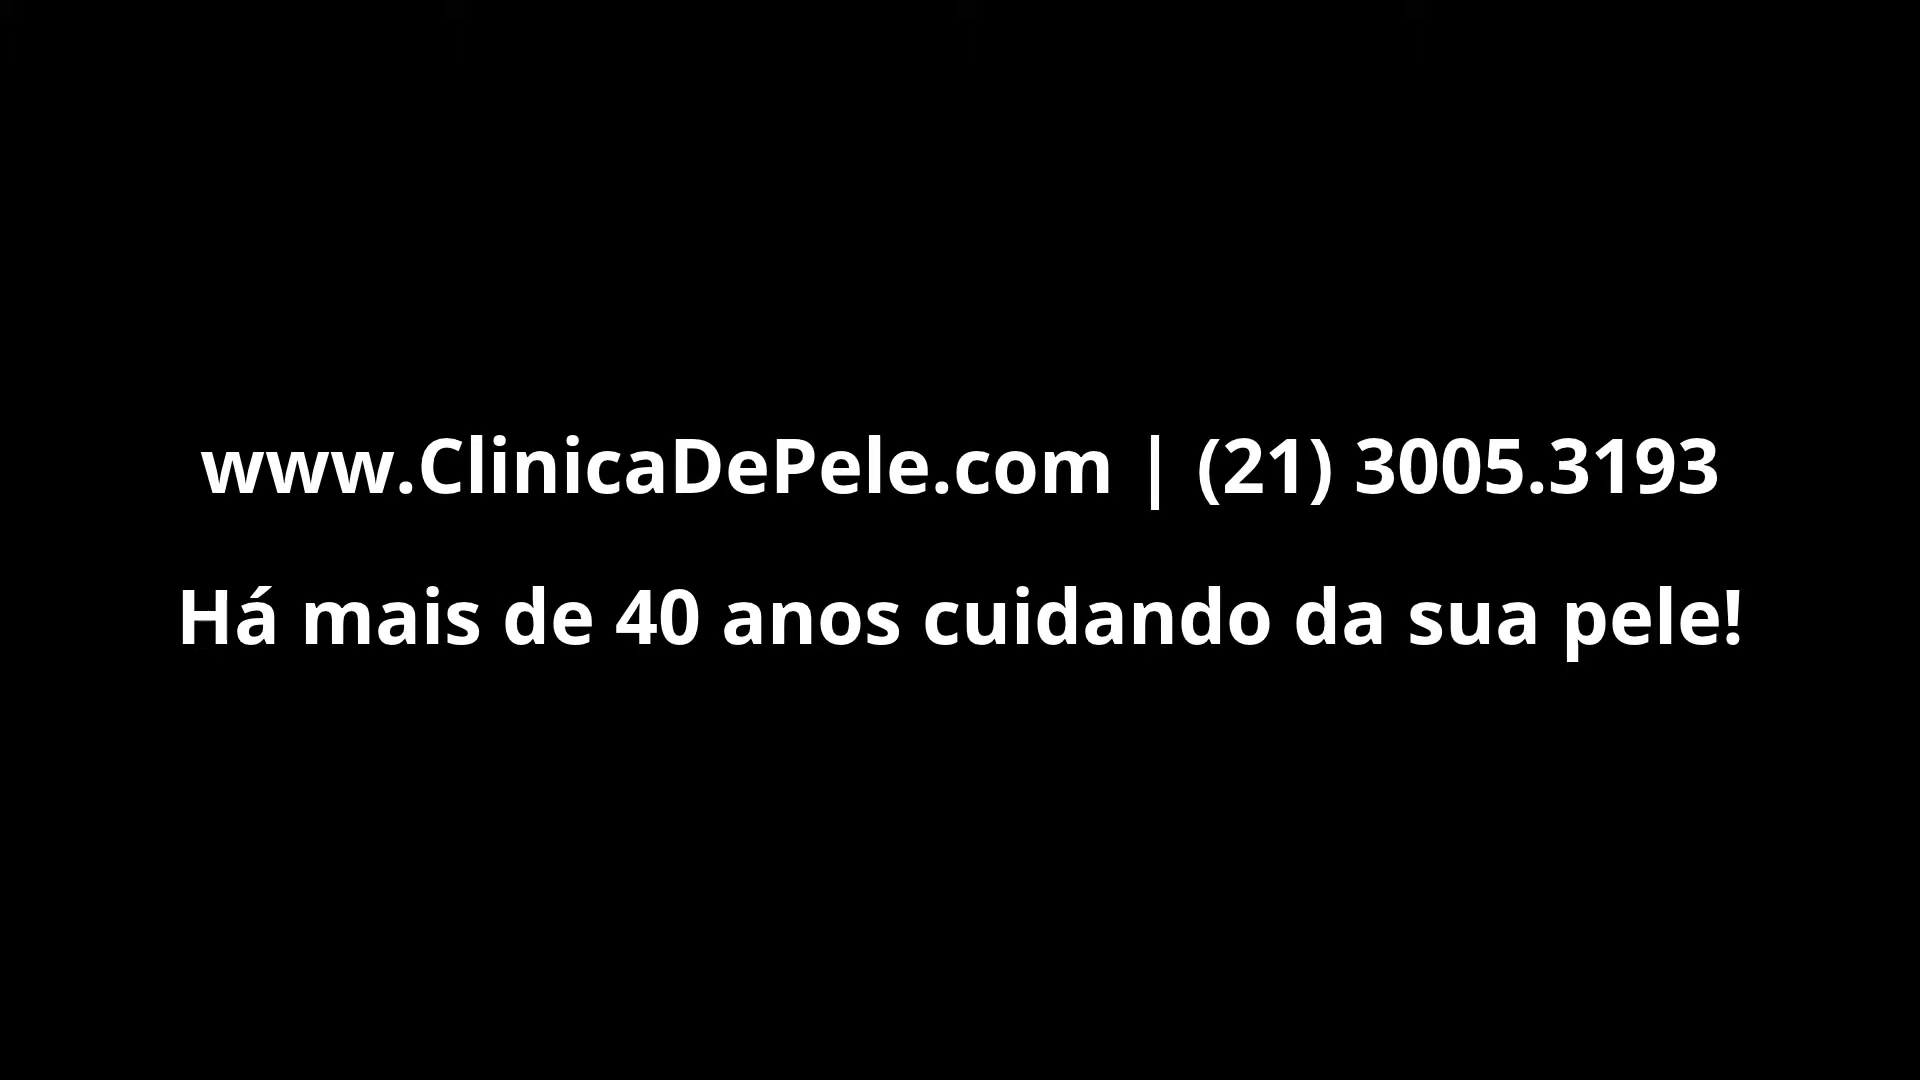 www.ClinicaDePele.com | (21) 3005.3193
Há mais de 40 anos cuidando da sua pele!